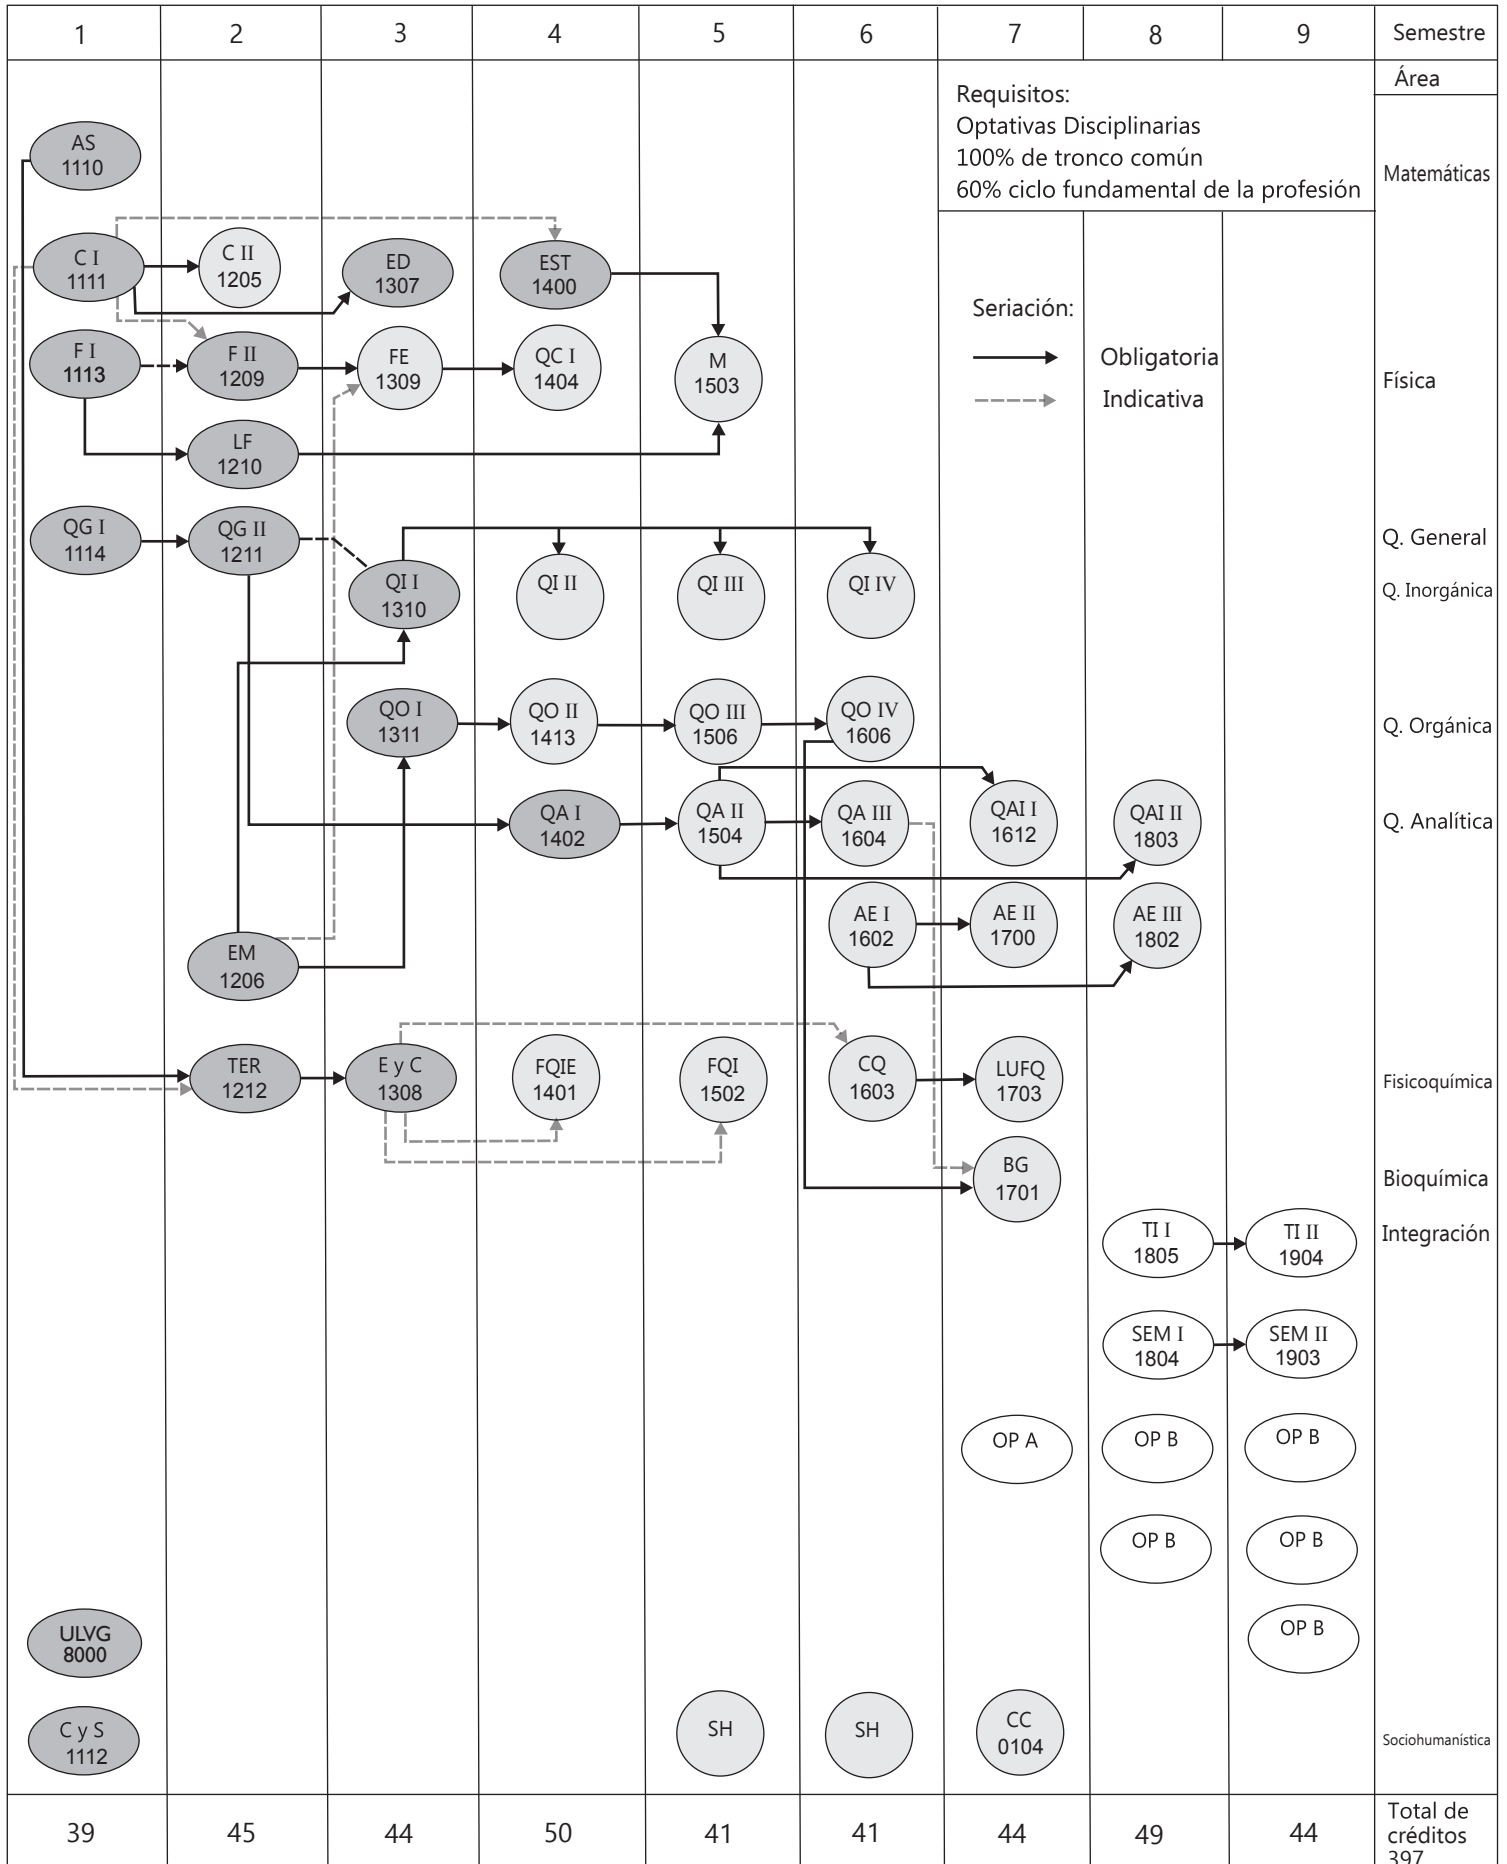 1 2 3 4 5 6 7 8 9 Semestre
Área
Requisitos:
Optativas Disciplinarias
100% de tronco común
60% ciclo fundamental de la profesión
AS
1110
Matemáticas
C I
1111
C II
1205
ED
1307
EST
1400
Seriación:
Obligatoria
Indicativa
F I
1113
F II
1209
FE
1309
QC I
1404
M
1503
Física
LF
1210
QG I
1114
QG II
1211
Q. General
QI I
1310
QI II
QI III
QI IV
Q. Inorgánica
QO I
1311
QO II
1413
QO III
1506
QO IV
1606
Q. Orgánica
QA I
1402
QA II
1504
QA III
1604
QAI I
1612
QAI II
1803
Q. Analítica
AE I
1602
AE II
1700
AE III
1802
EM
1206
TER
1212
E y C
1308
FQIE
1401
FQI
1502
CQ
1603
LUFQ
1703
Fisicoquímica
BG
1701
Bioquímica
TI I
1805
TI II
1904
Integración
SEM I
1804
SEM II
1903
OP A
OP B
OP B
OP B
OP B
ULVG
8000
OP B
C y S
1112
SH
SH
CC
0104
Sociohumanística
39 45 44 50 41 41 44 49 44
Total de
créditos
397